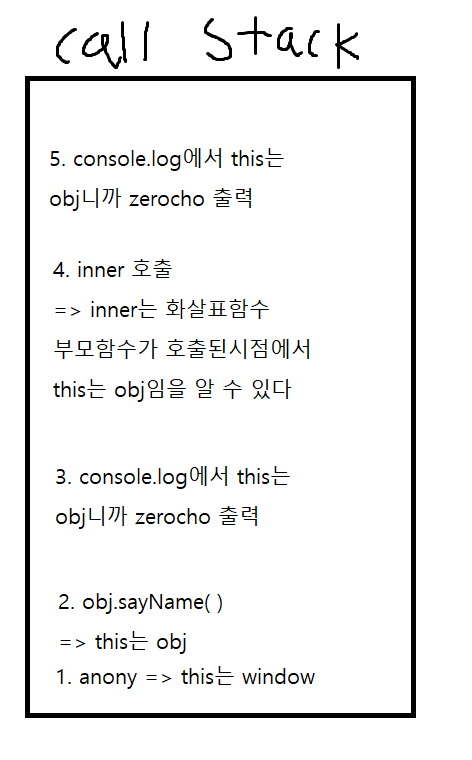 call stack
5. console.log에서 this는
obj니까 zerocho 출력
4. inner 호출
=> inner는 화살표함수
부모함수가 호출된시점에서
this는 obj임을 알 수 있다
3. console.log에서 this는
obj니까 zerocho 출력
2. obj.sayName( )
=> this는 obj
1. anony => this는 window